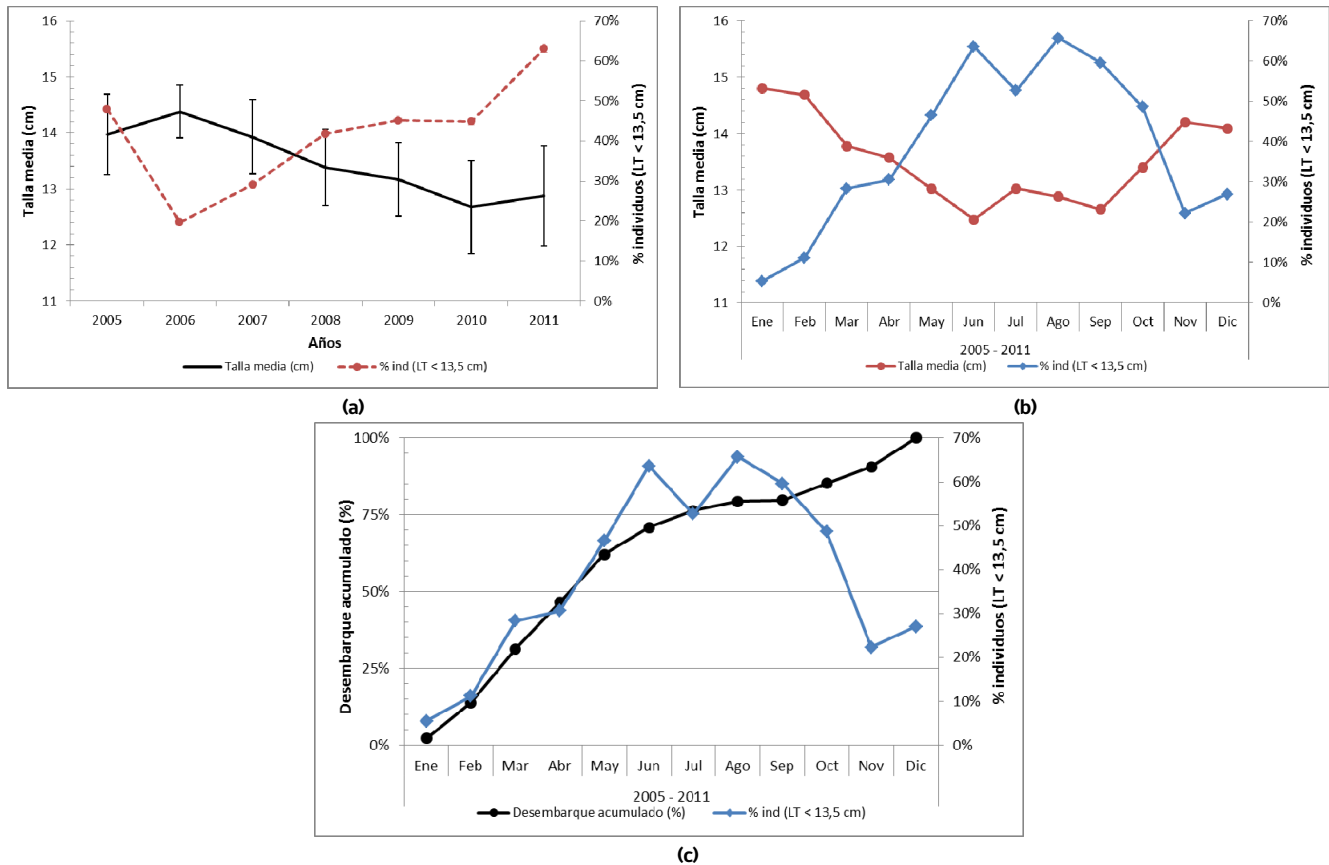 16
15
14
13
12
11
Talla media (cm)
70%
60%
50%
40%
30%
20%
10%
0%
% individuos (LT < 13,5 cm)
2005 2006 2007 2008 2009 2010 2011
Años
Talla media (cm) % ind (LT < 13,5 cm)
(a)
16
15
14
13
12
11
Talla media (cm)
70%
60%
50%
40%
30%
20%
10%
0%
% individuos (LT < 13,5 cm)
Ene Feb Mar Abr May Jun Jul Ago Sep Oct Nov Dic
2005 - 2011
Talla media (cm) % ind (LT < 13,5 cm)
(b)
100%
75%
50%
25%
0%
Desembarque acumulado (%)
70%
60%
50%
40%
30%
20%
10%
0%
% individuos (LT < 13,5 cm)
Ene Feb Mar Abr May Jun Jul Ago Sep Oct Nov Dic
2005 - 2011
Desembarque acumulado (%) % ind (LT < 13,5 cm)
(c)